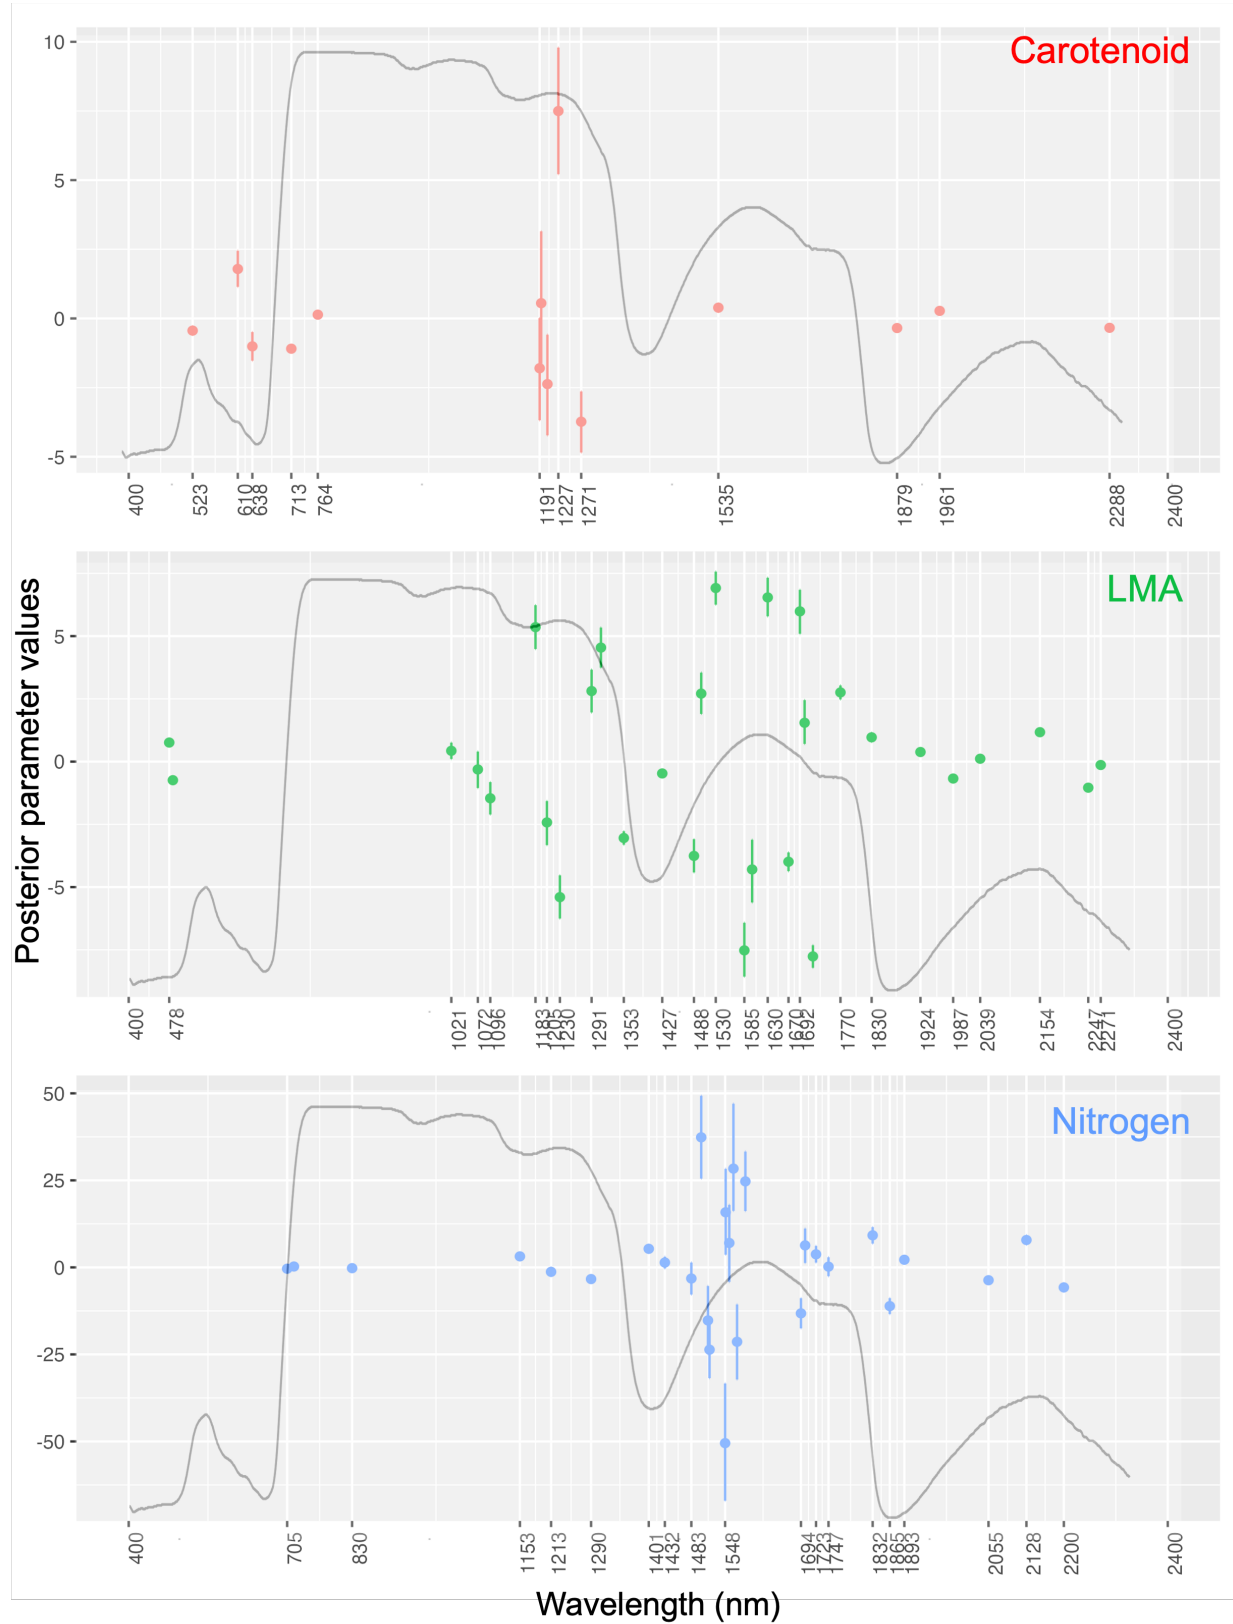 Carotenoid
10
5
0
-5
400 523 610 638 713 764 1191 1227 1271 1535 1879 1961 2288 2400
Posterior parameter values
LMA
5
0
-5
400 478 1021 1072 1096 1183 1205 1230 1291 1353 1427 1488 1530 1585 1630 1670 1692 1770 1830 1924 1987 2039 2154 2247 2271 2400
Nitrogen
50
25
0
-25
-50
400 705 830 1153 1213 1290 1401 1432 1483 1548 1694 1723 1747 1832 1865 1893 2055 2128 2200 2400
Wavelength (nm)